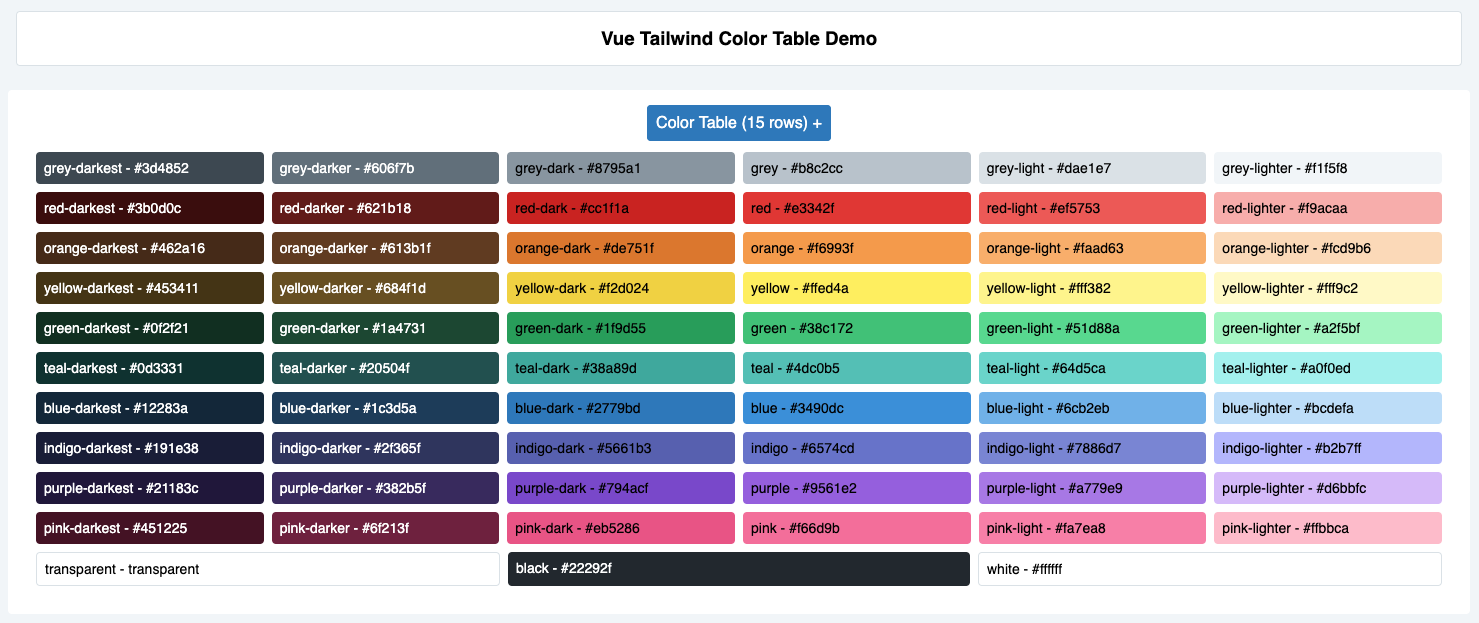 Vue Tailwind Color Table Demo
Color Table (15 rows) +
grey-darkest - #3d4852 grey-darker - #606f7b grey-dark - #8795a1 grey - #b8c2cc grey-light - #dae1e7 grey-lighter - #f1f5f8
red-darkest - #3b0d0c red-darker - #621b18 red-dark - #cc1f1a red - #e3342f red-light - #ef5753 red-lighter - #f9acaa
orange-darkest - #462a16 orange-darker - #613b1f orange-dark - #de751f orange - #f6993f orange-light - #faad63 orange-lighter - #fcd9b6
yellow-darkest - #453411 yellow-darker - #684f1d yellow-dark - #f2d024 yellow - #ffed4a yellow-light - #fff382 yellow-lighter - #fff9c2
green-darkest - #0f2f21 green-darker - #1a4731 green-dark - #1f9d55 green - #38c172 green-light - #51d88a green-lighter - #a2f5bf
teal-darkest - #0d3331 teal-darker - #20504f teal-dark - #38a89d teal - #4dc0b5 teal-light - #64d5ca teal-lighter - #a0f0ed
blue-darkest - #12283a blue-darker - #1c3d5a blue-dark - #2779bd blue - #3490dc blue-light - #6cb2eb blue-lighter - #bcdefa
indigo-darkest - #191e38 indigo-darker - #2f365f indigo-dark - #5661b3 indigo - #6574cd indigo-light - #7886d7 indigo-lighter - #b2b7ff
purple-darkest - #21183c purple-darker - #382b5f purple-dark - #794acf purple - #9561e2 purple-light - #a779e9 purple-lighter - #d6bbfc
pink-darkest - #451225 pink-darker - #6f213f pink-dark - #eb5286 pink - #f66d9b pink-light - #fa7ea8 pink-lighter - #ffbbca
transparent - transparent black - #22292f white - #ffffff